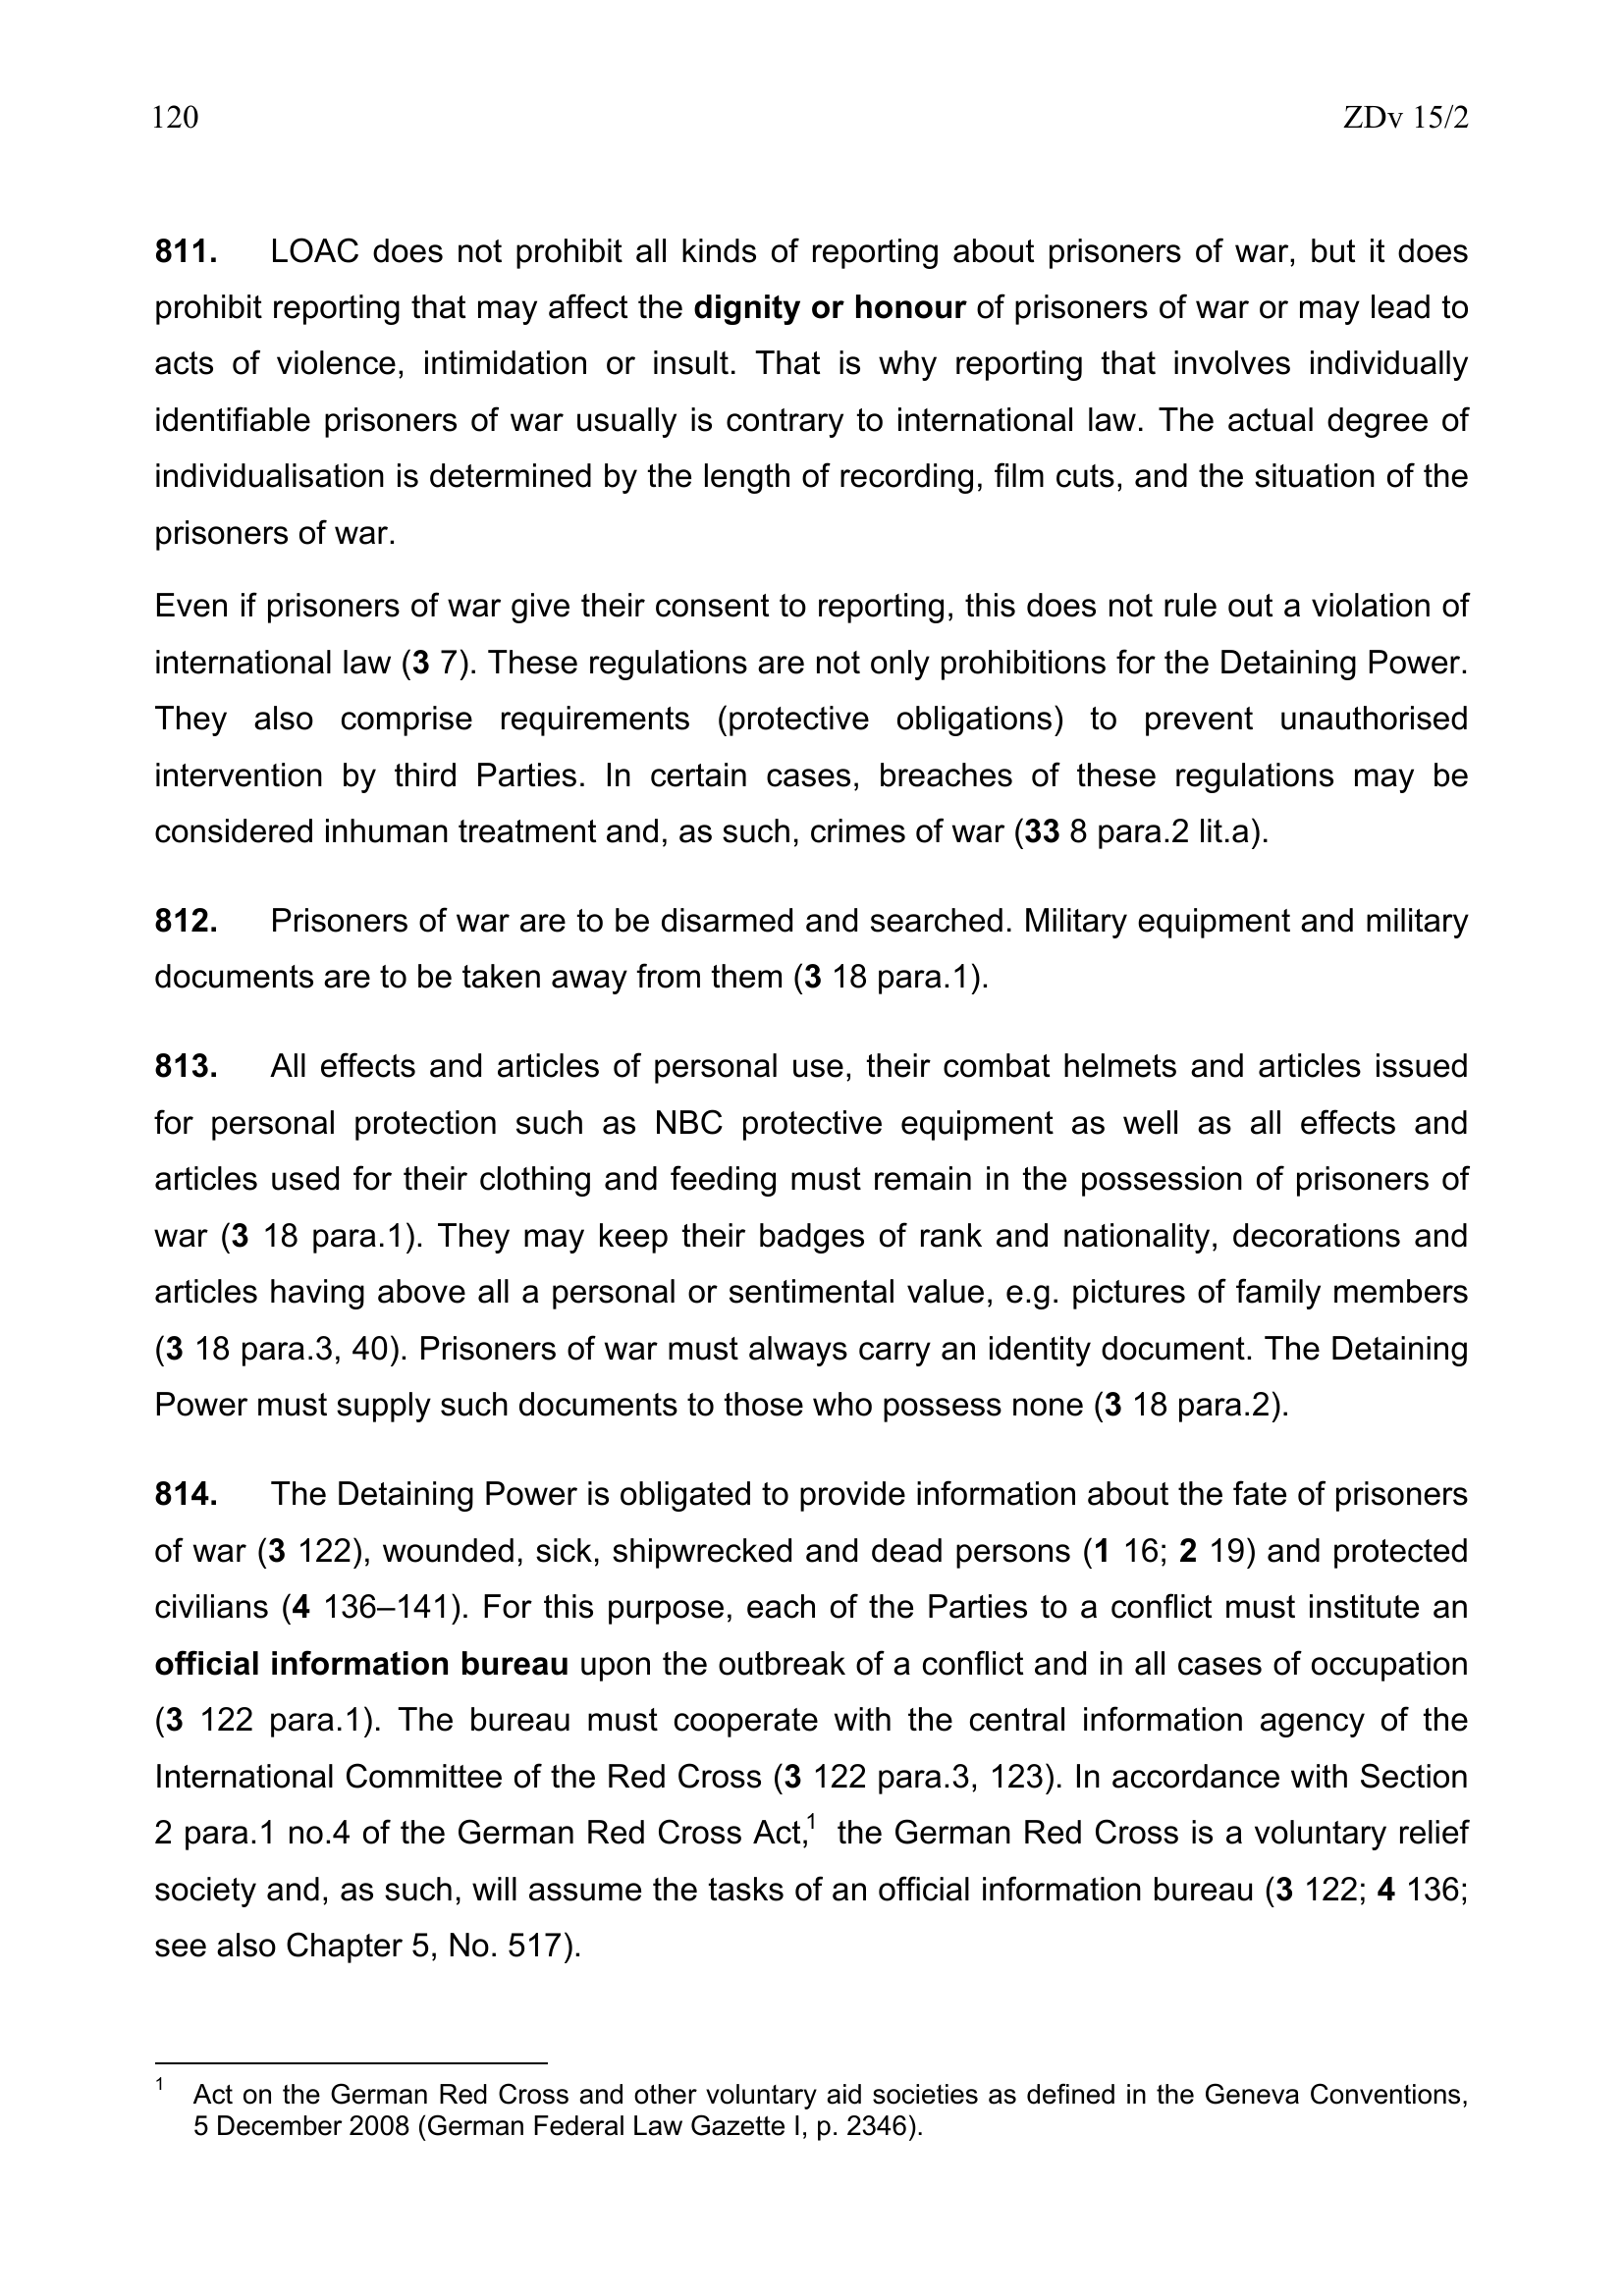 120 ZDv 15/2
811. LOAC does not prohibit all kinds of reporting about prisoners of war, but it does
prohibit reporting that may affect the dignity or honour of prisoners of war or may lead to
acts of violence, intimidation or insult. That is why reporting that involves individually
identifiable prisoners of war usually is contrary to international law. The actual degree of
individualisation is determined by the length of recording, film cuts, and the situation of the
prisoners of war.
Even if prisoners of war give their consent to reporting, this does not rule out a violation of
international law (3 7). These regulations are not only prohibitions for the Detaining Power.
They also comprise requirements (protective obligations) to prevent unauthorised
intervention by third Parties. In certain cases, breaches of these regulations may be
considered inhuman treatment and, as such, crimes of war (33 8 para.2 lit.a).
812. Prisoners of war are to be disarmed and searched. Military equipment and military
documents are to be taken away from them (3 18 para.1).
813. All effects and articles of personal use, their combat helmets and articles issued
for personal protection such as NBC protective equipment as well as all effects and
articles used for their clothing and feeding must remain in the possession of prisoners of
war (3 18 para.1). They may keep their badges of rank and nationality, decorations and
articles having above all a personal or sentimental value, e.g. pictures of family members
(3 18 para.3, 40). Prisoners of war must always carry an identity document. The Detaining
Power must supply such documents to those who possess none (3 18 para.2).
814. The Detaining Power is obligated to provide information about the fate of prisoners
of war (3 122), wounded, sick, shipwrecked and dead persons (1 16; 2 19) and protected
civilians (4 136–141). For this purpose, each of the Parties to a conflict must institute an
official information bureau upon the outbreak of a conflict and in all cases of occupation
(3 122 para.1). The bureau must cooperate with the central information agency of the
International Committee of the Red Cross (3 122 para.3, 123). In accordance with Section
2 para.1 no.4 of the German Red Cross Act,1 the German Red Cross is a voluntary relief
society and, as such, will assume the tasks of an official information bureau (3 122; 4 136;
see also Chapter 5, No. 517).
1 Act on the German Red Cross and other voluntary aid societies as defined in the Geneva Conventions,
5 December 2008 (German Federal Law Gazette I, p. 2346).